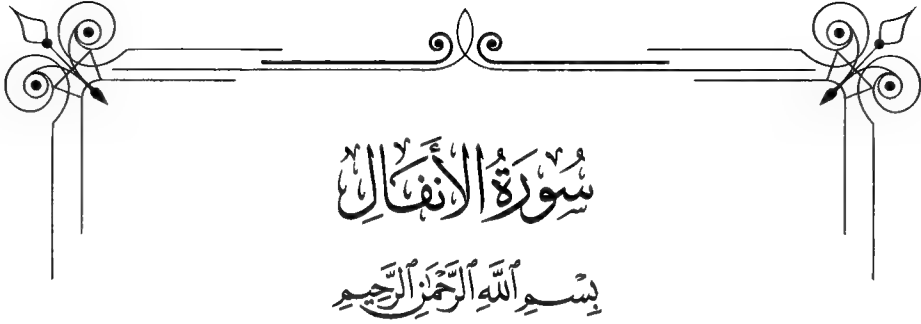 سُورَةُ الأَنفَالِ
بِسْمِ ٱللَّهِ ٱلرَّحْمَٰنِ ٱلرَّحِيمِ